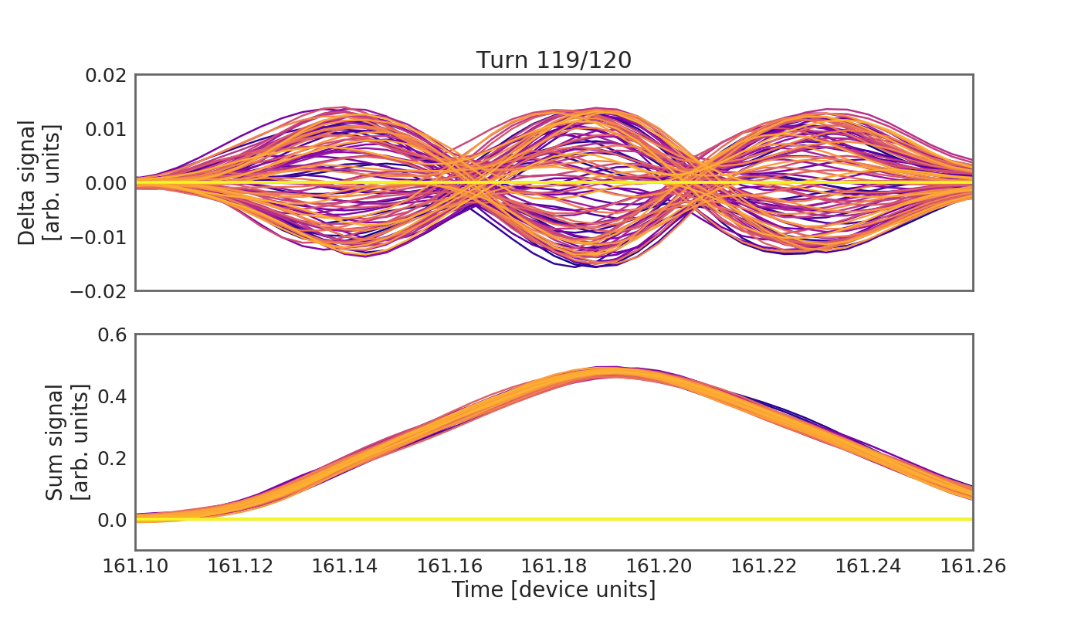 Turn 119/120
Delta signal
[arb. units]
0.02
0.01
0.00
−0.01
−0.02
Sum signal
[arb. units]
0.6
0.4
0.2
0.0
161.10 161.12 161.14 161.16 161.18 161.20 161.22 161.24 161.26
Time [device units]